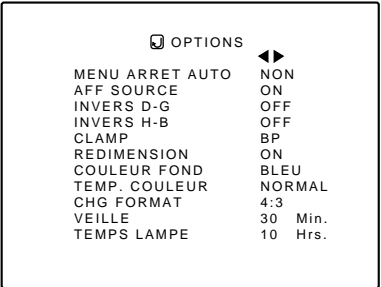 OPTIONS
MENU ARRET AUTO NON
AFF SOURCE ON
INVERS D-G OFF
INVERS H-B OFF
CLAMP BP
REDIMENSION ON
COULEUR FOND BLEU
TEMP. COULEUR NORMAL
CHG FORMAT 4:3
VEILLE 30 Min.
TEMPS LAMPE 10 Hrs.